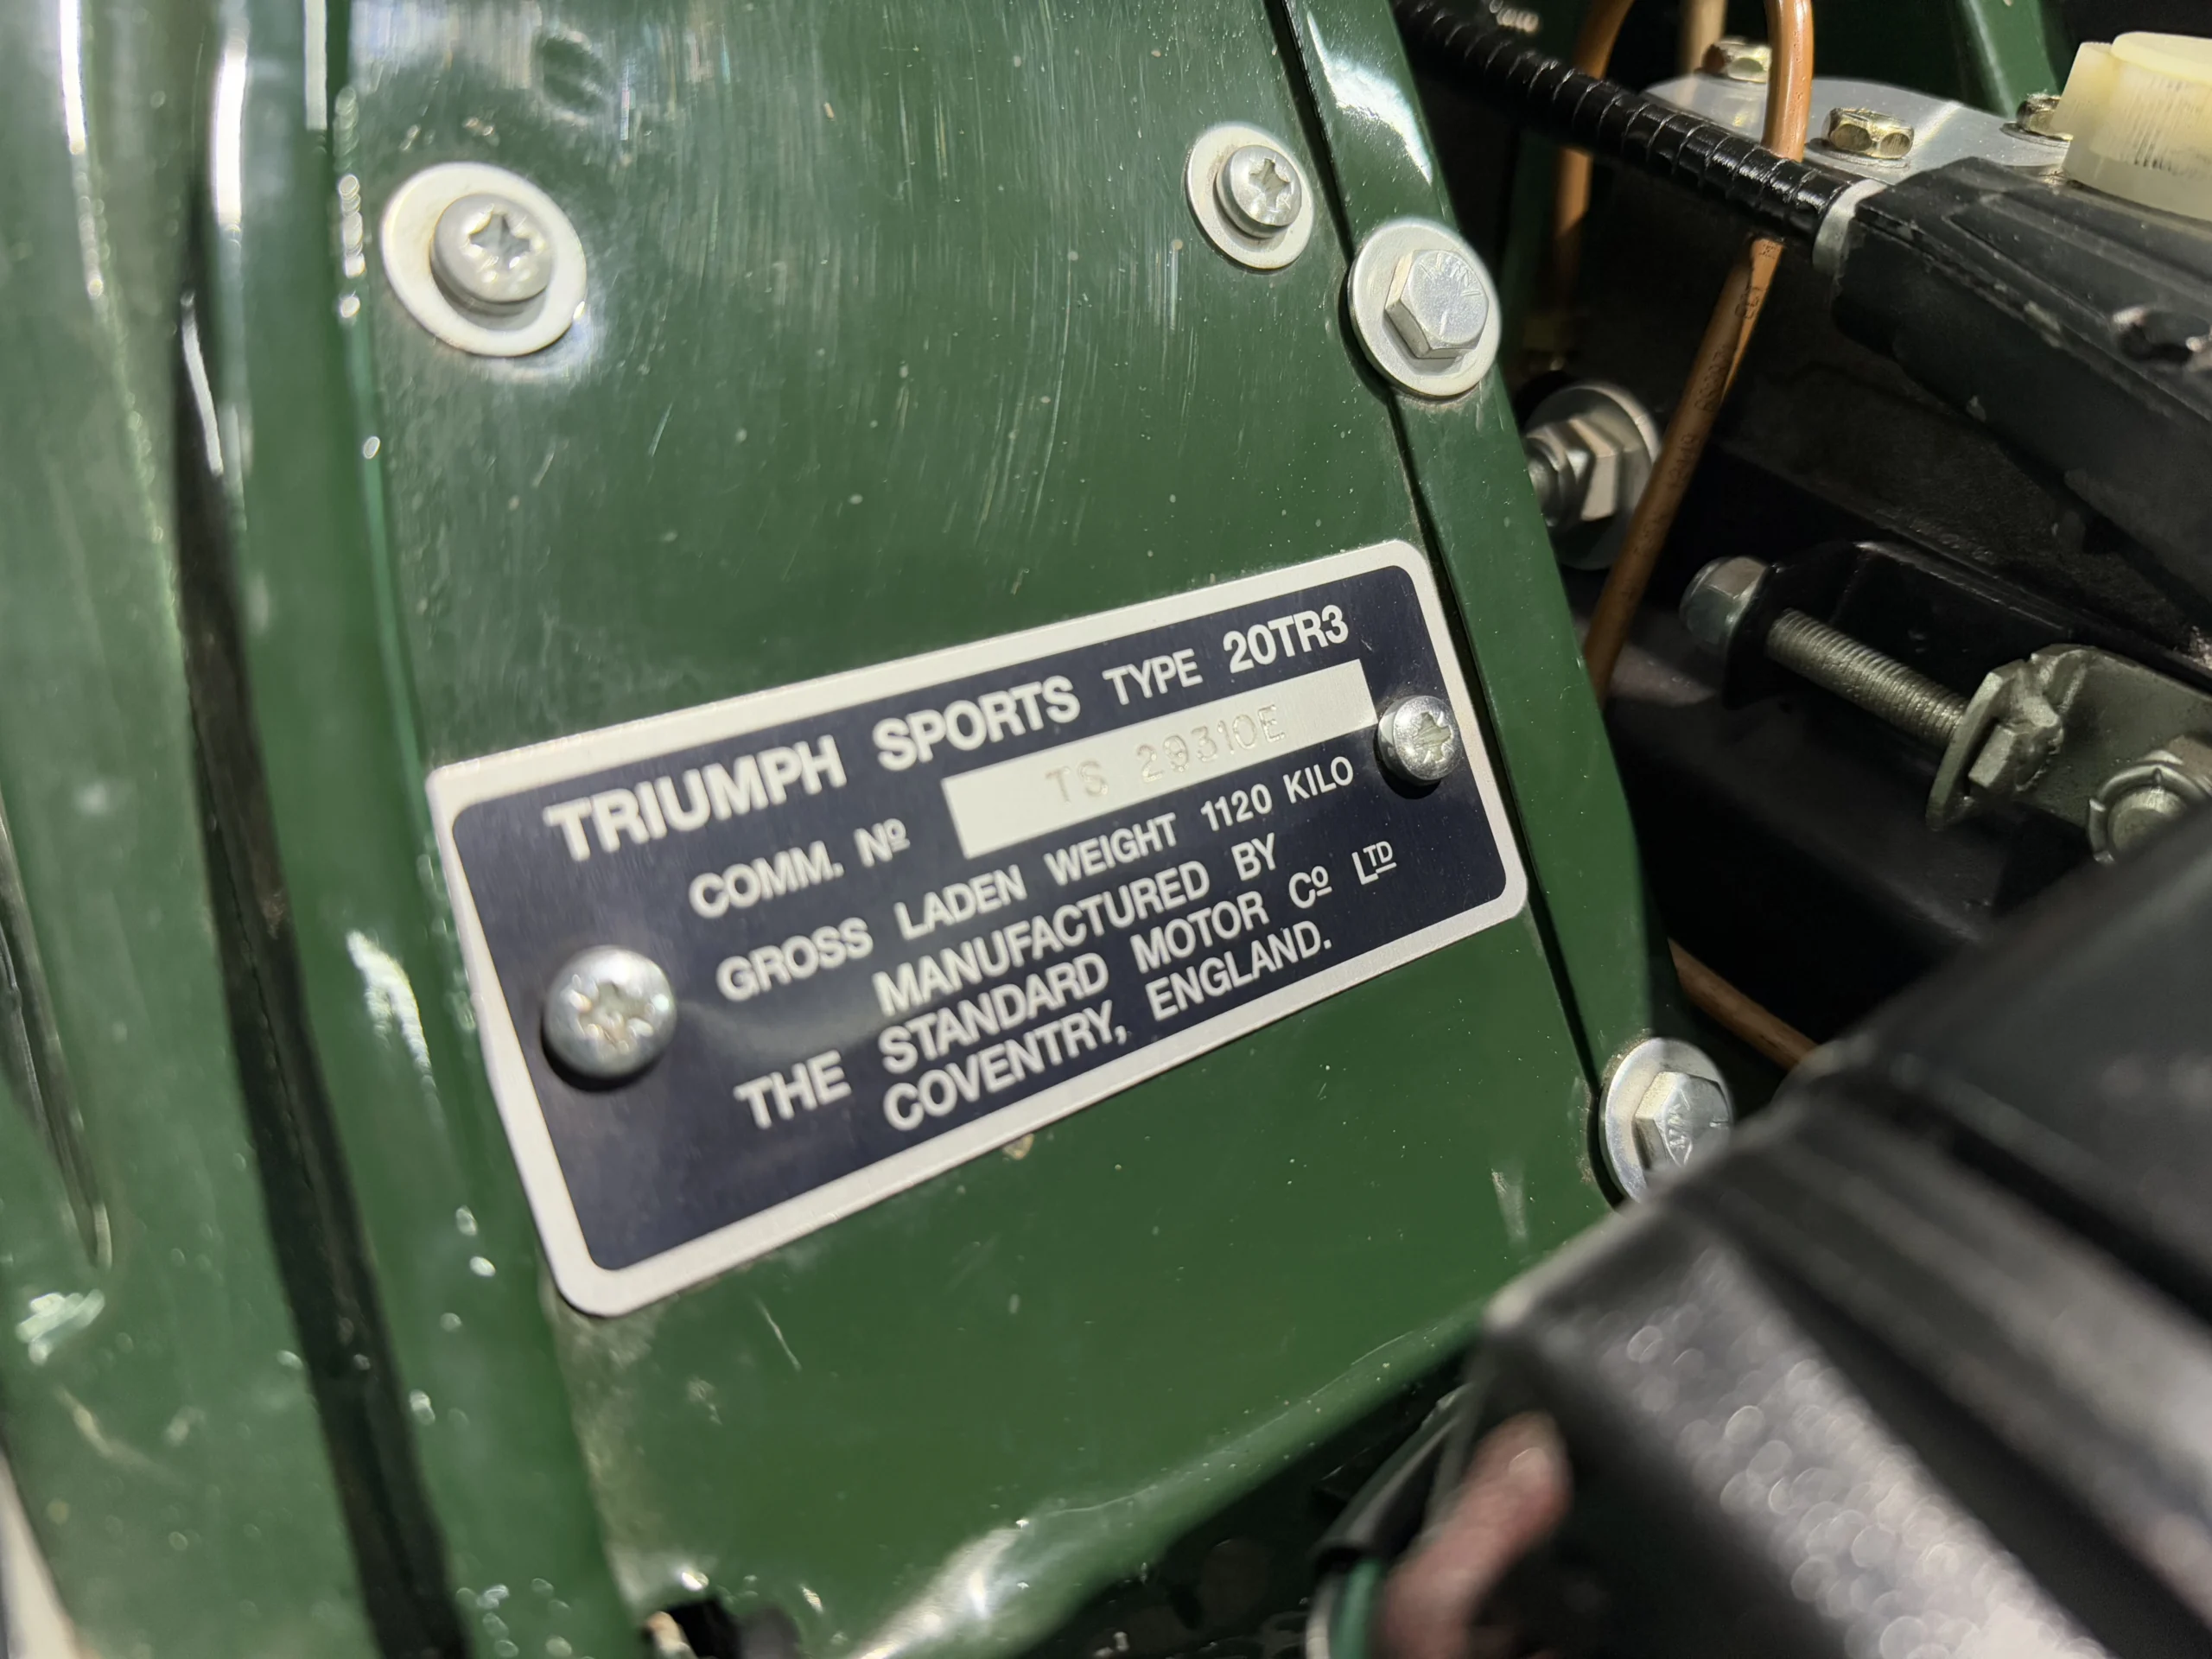 TRIUMPH SPORTS TYPE 20TR3
COMM. Nº TS 29310E
GROSS LADEN WEIGHT 1120 KILO
MANUFACTURED BY
THE STANDARD MOTOR Cº LTD
COVENTRY, ENGLAND.